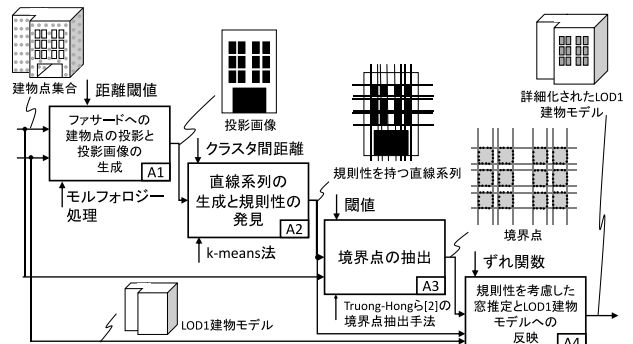 建物点集合
距離閾値
ファサードへの
建物点の投影と
投影画像の
生成
A1
モルフォロジー
処理
投影画像
クラスタ間距離
直線系列の
生成と規則性の
発見
A2
k-means法
規則性を持つ直線系列
閾値
境界点の抽出
A3
Truong-Hongら[2]の
境界点抽出手法
境界点
詳細化されたLOD1
建物モデル
ずれ関数
規則性を考慮した
窓推定とLOD1建物
モデルへの
反映
A4
LOD1建物モデル